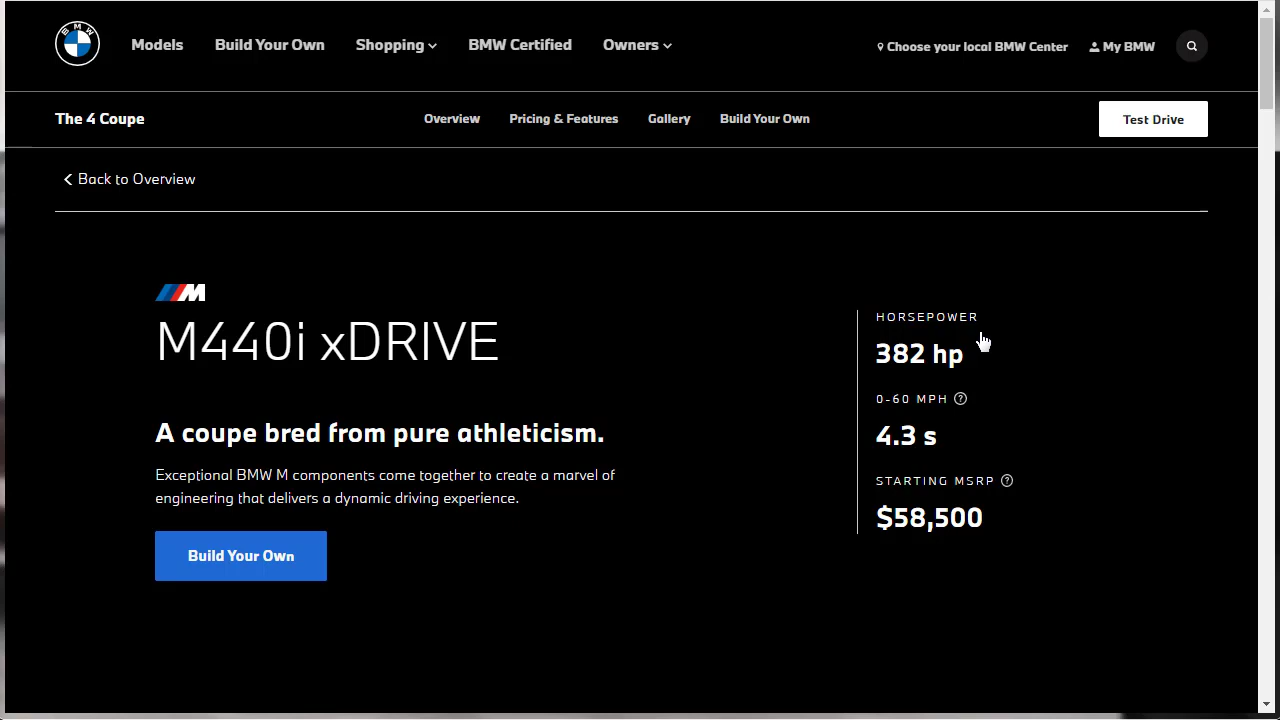 BMW
Models
Build Your Own
Shopping
BMW Certified
Owners
Choose your local BMW Center
My BMW
The 4 Coupe
Overview
Pricing & Features
Gallery
Build Your Own
Test Drive
Back to Overview
M
M440i xDRIVE
A coupe bred from pure athleticism.
Exceptional BMW M components come together to create a marvel of
engineering that delivers a dynamic driving experience.
Build Your Own
HORSEPOWER
382 hp
0-60 MPH ?
4.3 s
STARTING MSRP ?
$58,500